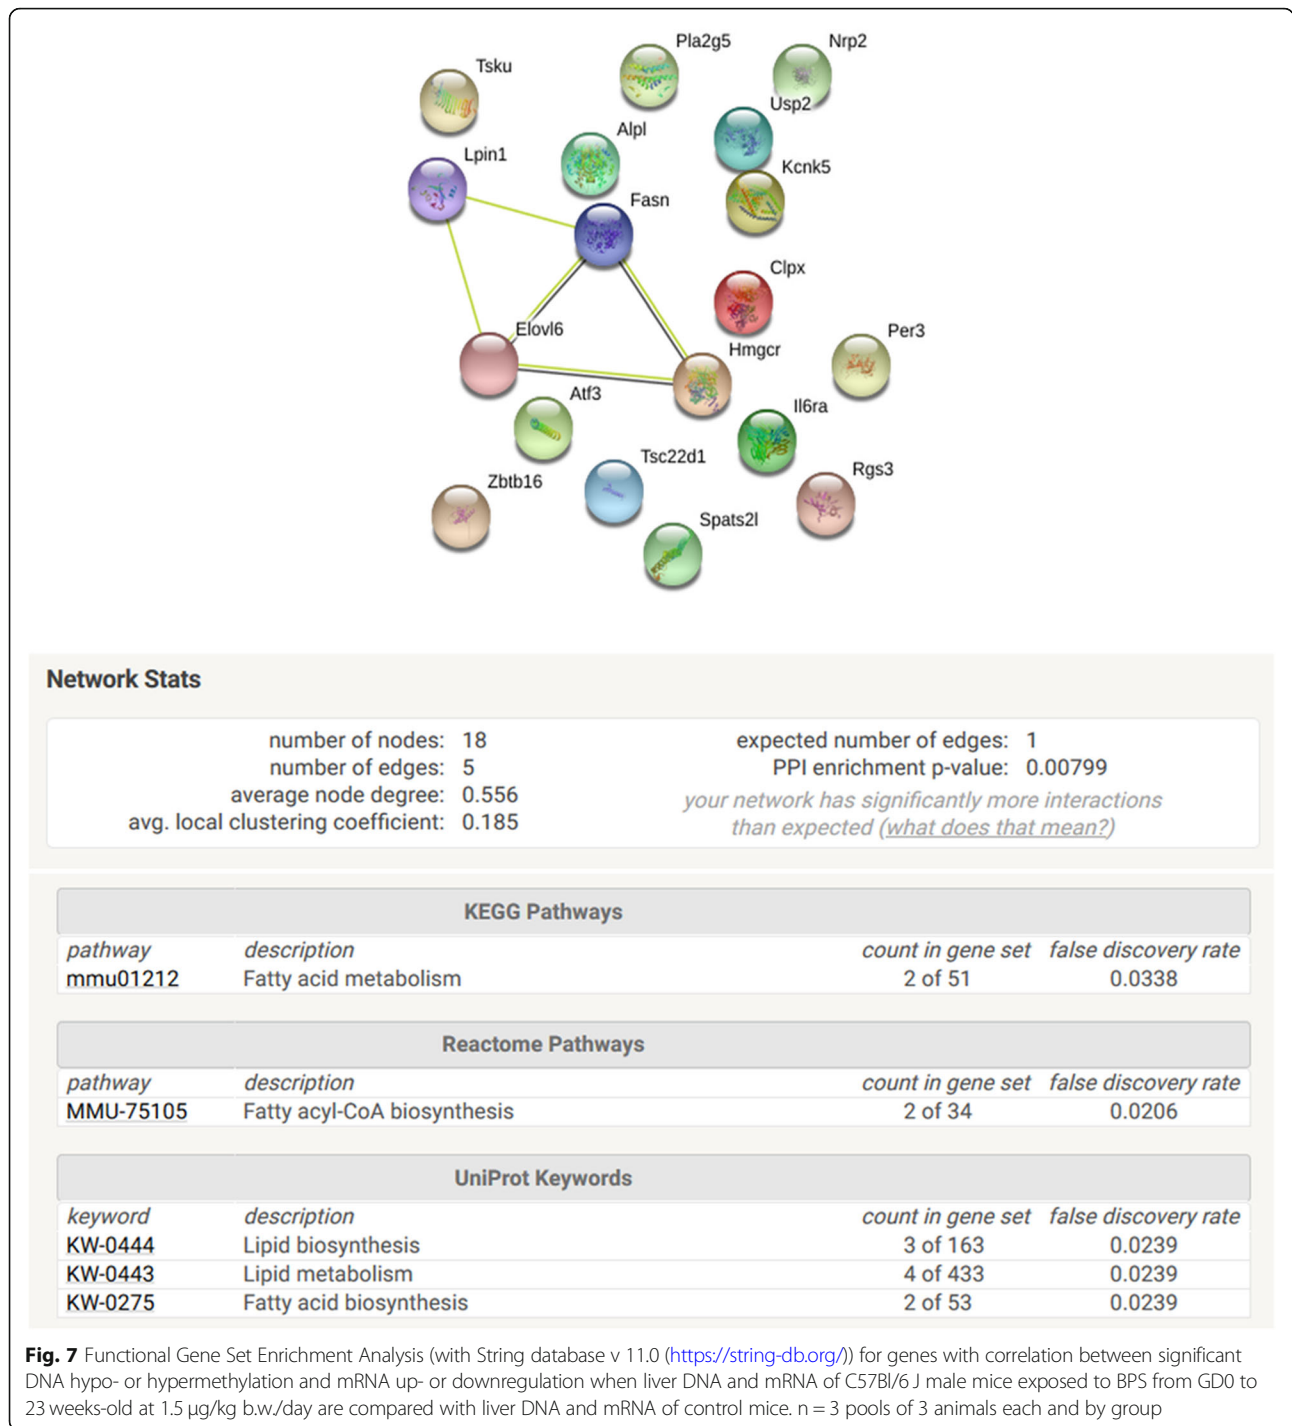 Pla2g5
Nrp2
Tsku
Usp2
Alpl
Lpin1
Kcnk5
Fasn
Clpx
Elovl6
Per3
Hmgcr
Atf3
Il6ra
Tsc22d1
Rgs3
Zbtb16
Spats2l
Network Stats
number of nodes: 18
number of edges: 5
average node degree: 0.556
avg. local clustering coefficient: 0.185
expected number of edges: 1
PPI enrichment p-value: 0.00799
your network has significantly more interactions
than expected (what does that mean?)
KEGG Pathways
pathway description count in gene set false discovery rate
mmu01212 Fatty acid metabolism 2 of 51 0.0338
Reactome Pathways
pathway description count in gene set false discovery rate
MMU-75105 Fatty acyl-CoA biosynthesis 2 of 34 0.0206
UniProt Keywords
keyword description count in gene set false discovery rate
KW-0444 Lipid biosynthesis 3 of 163 0.0239
KW-0443 Lipid metabolism 4 of 433 0.0239
KW-0275 Fatty acid biosynthesis 2 of 53 0.0239
Fig. 7 Functional Gene Set Enrichment Analysis (with String database v 11.0 (https://string-db.org/)) for genes with correlation between significant
DNA hypo- or hypermethylation and mRNA up- or downregulation when liver DNA and mRNA of C57Bl/6 J male mice exposed to BPS from GD0 to
23 weeks-old at 1.5 μg/kg b.w./day are compared with liver DNA and mRNA of control mice. n = 3 pools of 3 animals each and by group